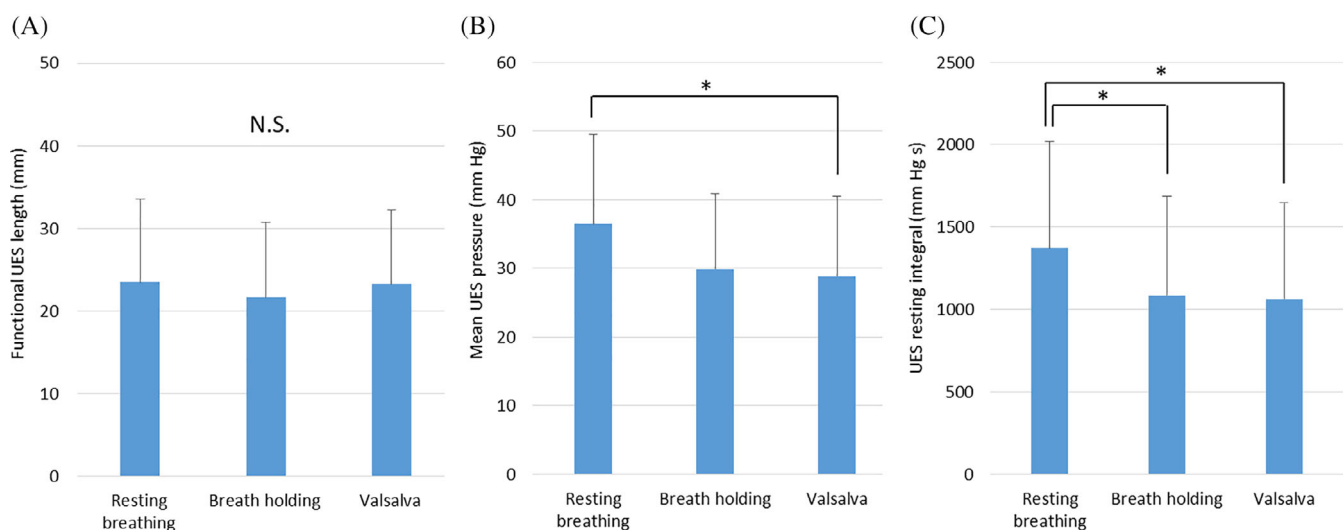 (A)
Functional UES length (mm)
50
40
30
20
10
0
N.S.
Resting
breathing
Breath holding
Valsalva
(B)
Mean UES pressure (mm Hg)
60
50
40
30
20
10
0
*
Resting
breathing
Breath holding
Valsalva
(C)
UES resting integral (mm Hg s)
2500
2000
1500
1000
500
0
*
*
Resting
breathing
Breath holding
Valsalva